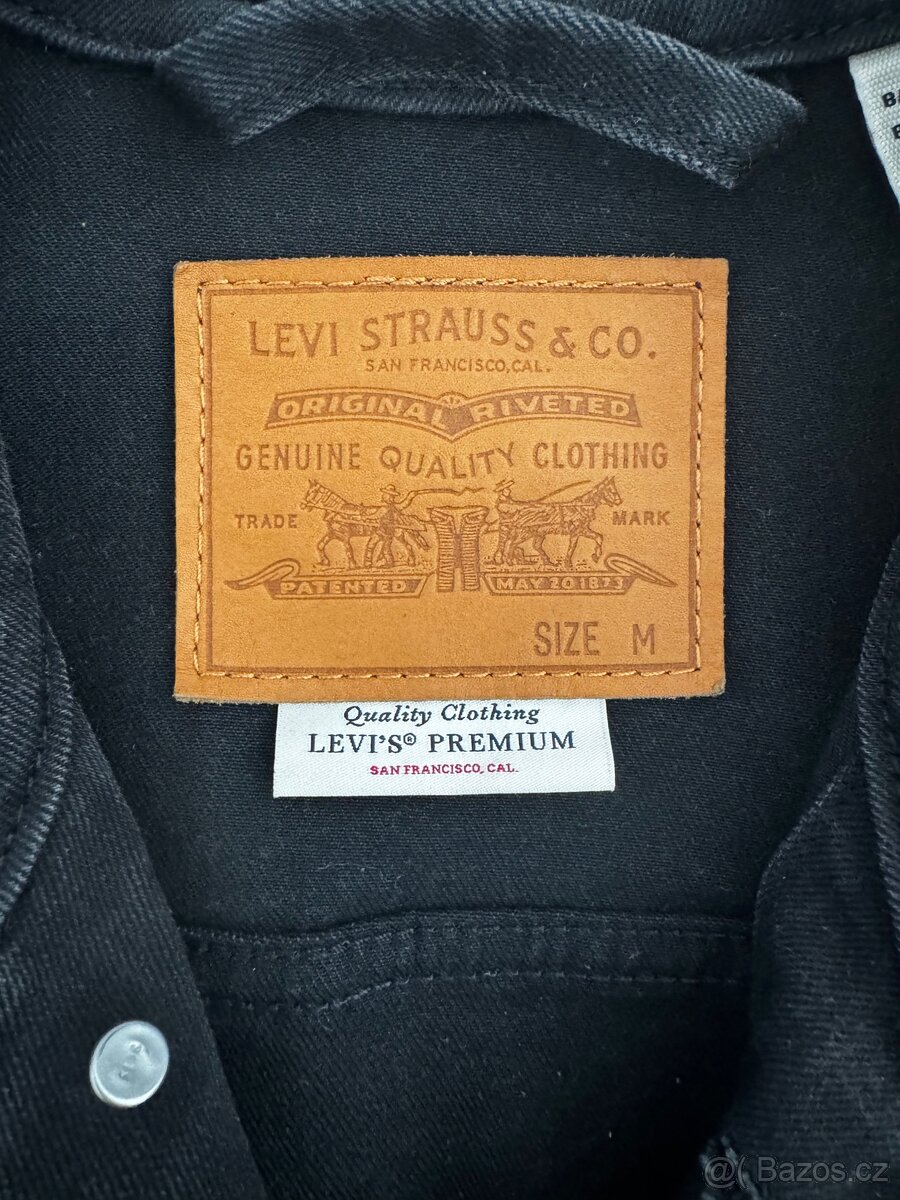 LEVI STRAUSS & CO.
SAN FRANCISCO, CAL.
ORIGINAL RIVETED
GENUINE QUALITY CLOTHING
TRADE MARK
PATENTED MAY 20 1873
SIZE M
Quality Clothing
LEVI'S® PREMIUM
SAN FRANCISCO, CAL.
@( Bazos.cz